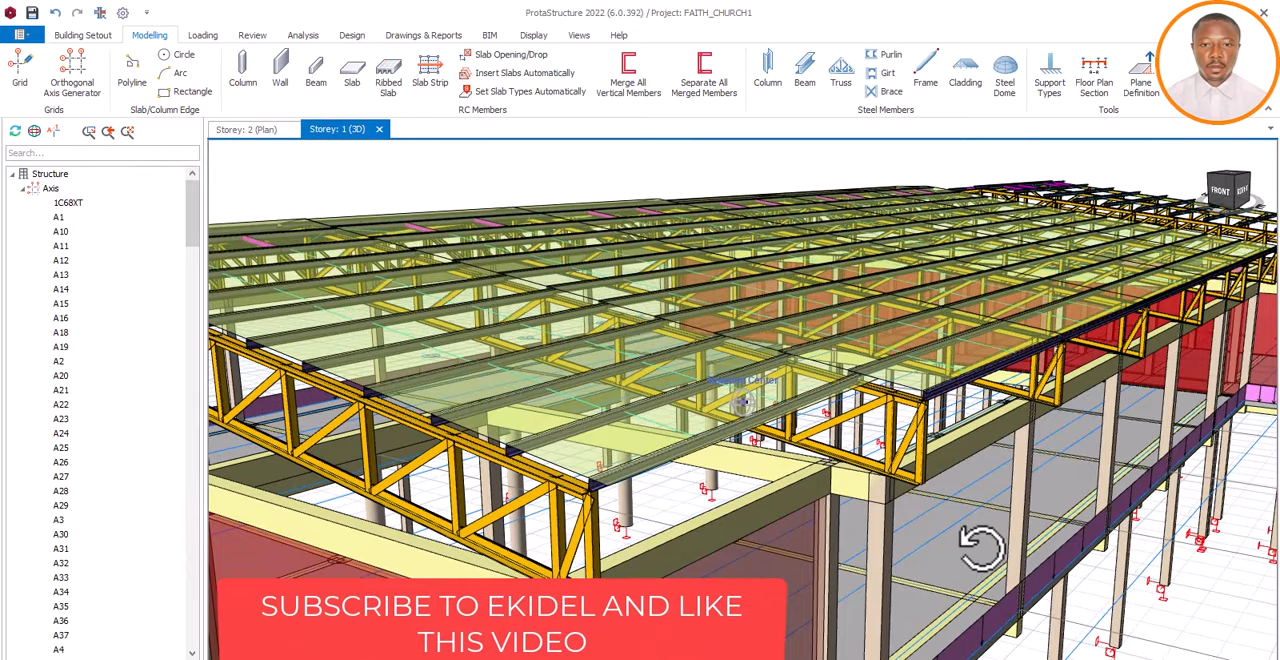 ProtaStructure 2022 (6.0.392) / Project: FAITH_CHURCH1
Building Setout Modelling Loading Review Analysis Design Drawings & Reports BIM Display Views Help
Grid
Orthogonal
Axis Generator
Grids
Polyline
Circle
Arc
Rectangle
Slab/Column Edge
Column
Wall
Beam
Slab
Ribbed
Slab
Slab Strip
Slab Opening/Drop
Insert Slabs Automatically
Set Slab Types Automatically
RC Members
Merge All
Vertical Members
Separate All
Merged Members
Column
Beam
Truss
Purlin
Girt
Brace
Frame
Cladding
Steel
Dome
Steel Members
Support
Types
Floor Plan
Section
Plane
Definition
Tools
Search...
Structure
Axis
1C68XT
A1
A10
A11
A12
A13
A14
A15
A16
A18
A19
A2
A20
A21
A22
A23
A24
A25
A26
A27
A28
A29
A3
A30
A31
A32
A33
A34
A35
A36
A37
A4
Storey: 2 (Plan)
Storey: 1 (3D)
FRONT
SUBSCRIBE TO EKIDEL AND LIKE
THIS VIDEO